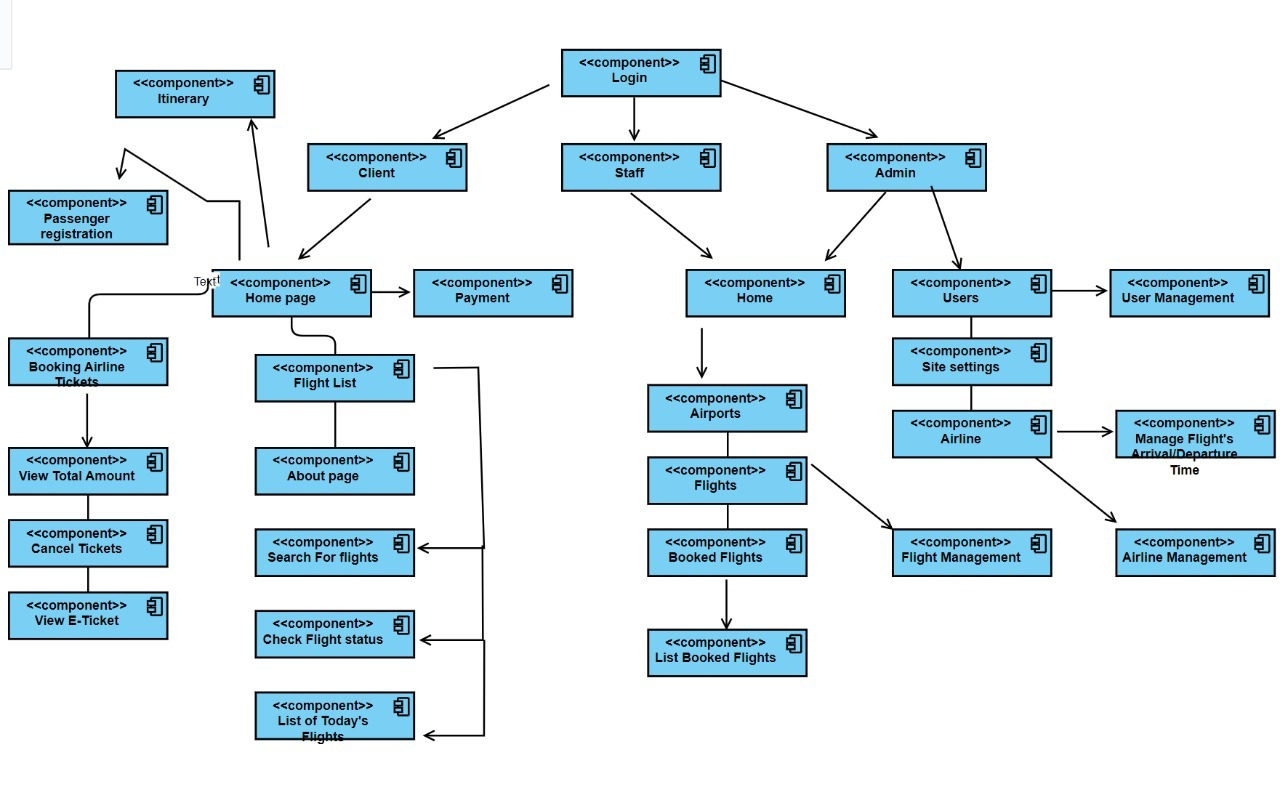 <<component>>
Login
<<component>>
Itinerary
<<component>>
Client
<<component>>
Staff
<<component>>
Admin
<<component>>
Passenger
registration
Text
<<component>>
Home page
<<component>>
Payment
<<component>>
Home
<<component>>
Users
<<component>>
User Management
<<component>>
Booking Airline
Tickets
<<component>>
Flight List
<<component>>
Site settings
<<component>>
Airports
<<component>>
Airline
<<component>>
Manage Flight's
Arrival/Departure
Time
<<component>>
View Total Amount
<<component>>
About page
<<component>>
Flights
<<component>>
Cancel Tickets
<<component>>
Search For flights
<<component>>
Booked Flights
<<component>>
Flight Management
<<component>>
Airline Management
<<component>>
View E-Ticket
<<component>>
Check Flight status
<<component>>
List Booked Flights
<<component>>
List of Today's
Flights